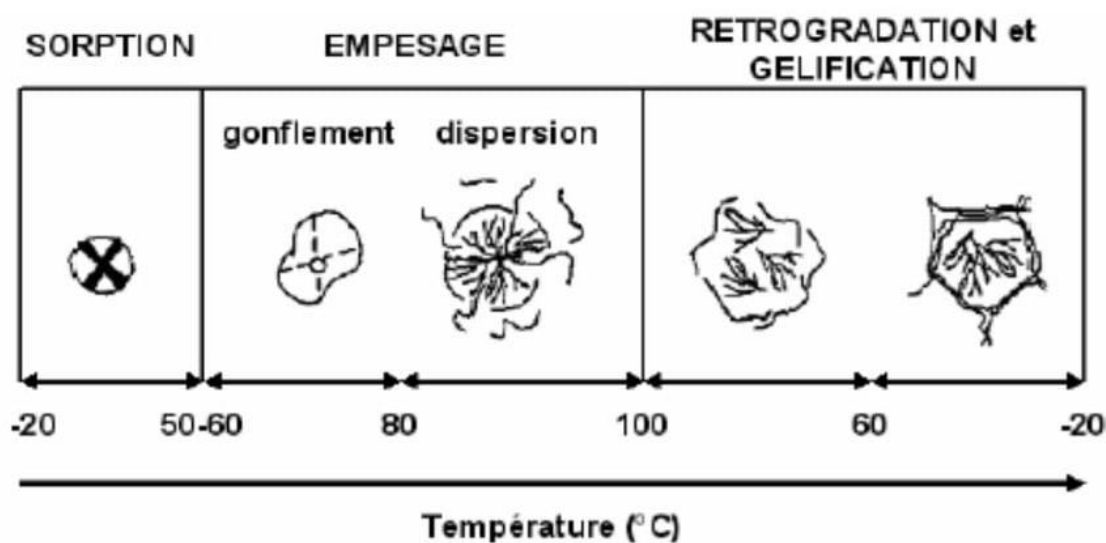 SORPTION
EMPESAGE
RETROGRADATION et
GELIFICATION
gonflement
dispersion
-20
50-60
80
100
60
-20
Température (°C)